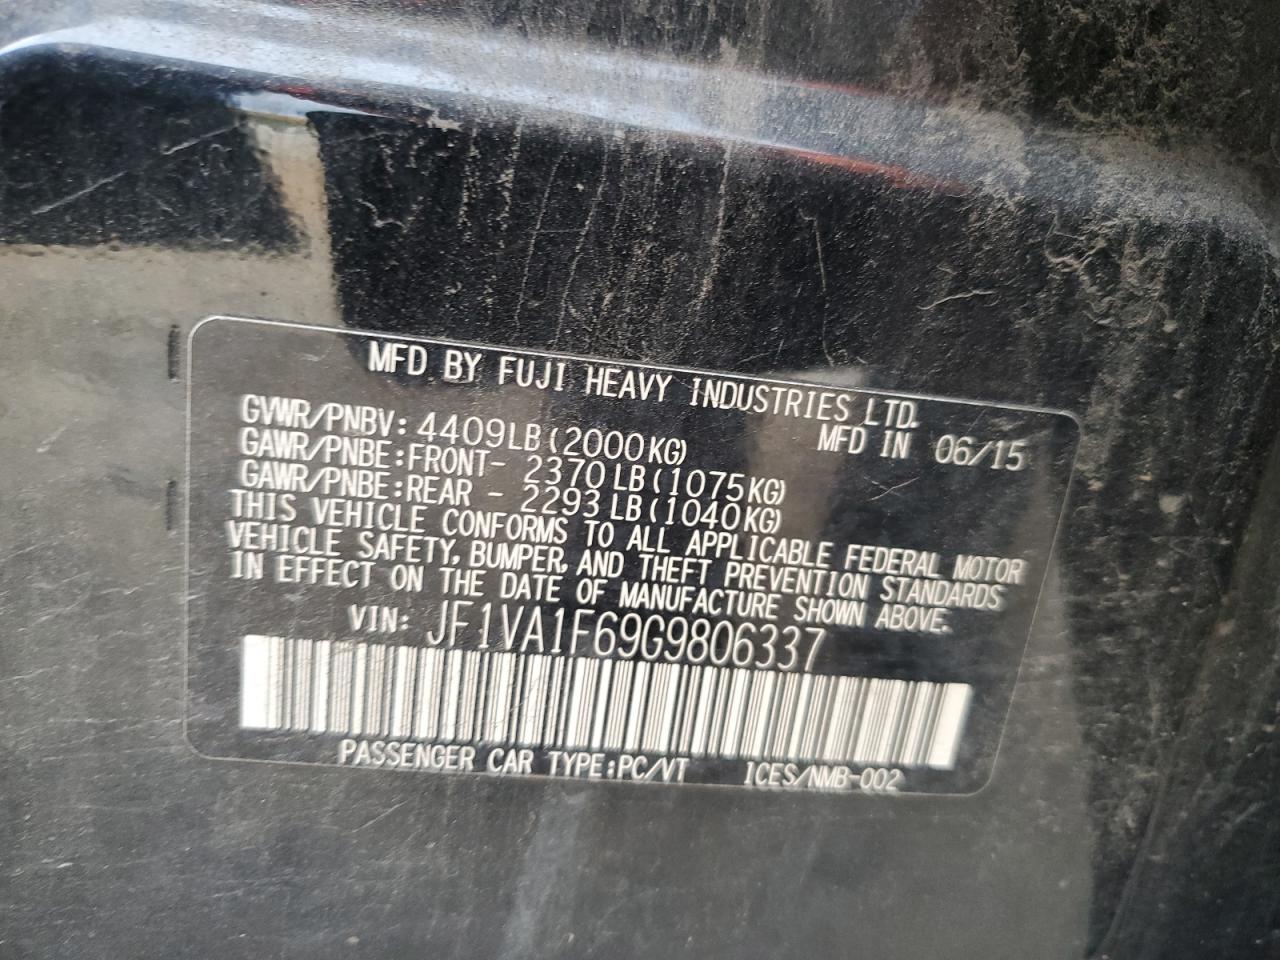 MFD BY FUJI HEAVY INDUSTRIES LTD.
GVWR/PNBV: 4409LB(2000KG) MFD IN 06/15
GAWR/PNBE:FRONT- 2370LB(1075KG)
GAWR/PNBE:REAR - 2293LB(1040KG)
THIS VEHICLE CONFORMS TO ALL APPLICABLE FEDERAL MOTOR
VEHICLE SAFETY, BUMPER, AND THEFT PREVENTION STANDARDS
IN EFFECT ON THE DATE OF MANUFACTURE SHOWN ABOVE.
VIN: JF1VA1F69G9806337
PASSENGER CAR TYPE:PC/VT ICES/NMB-002